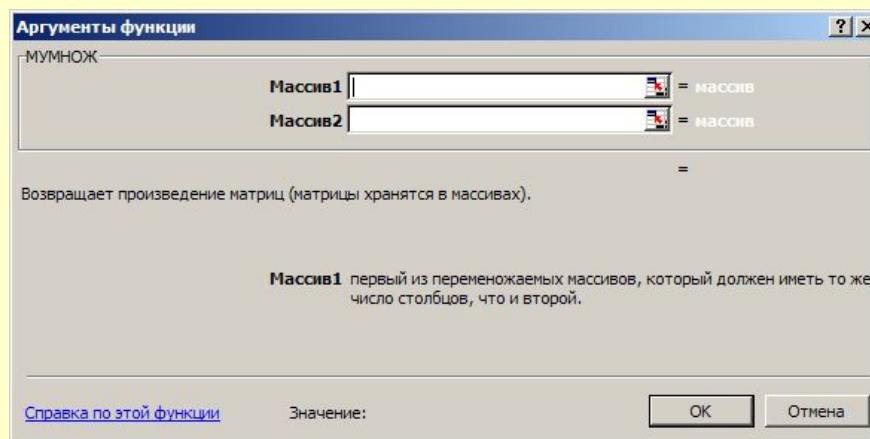 Аргументы функции
МУМНОЖ
Массив1 = массив
Массив2 = массив
=
Возвращает произведение матриц (матрицы хранятся в массивах).
Массив1 первый из переменожаемых массивов, который должен иметь то же
число столбцов, что и второй.
Справка по этой функции Значение: OK Отмена